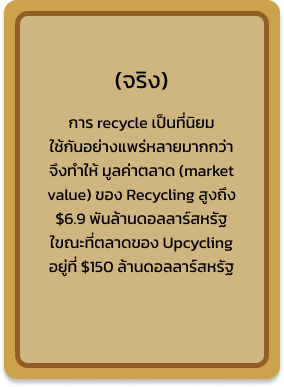 (จริง)
การ recycle เป็นที่นิยม
ใช้กันอย่างแพร่หลายมากกว่า
จึงทำให้ มูลค่าตลาด (market
value) ของ Recycling สูงถึง
$6.9 พันล้านดอลลาร์สหรัฐ
ใขณะที่ตลาดของ Upcycling
อยู่ที่ $150 ล้านดอลลาร์สหรัฐ